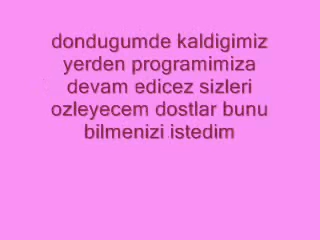 dondugumde kaldigimiz
yerden programimiza
devam edicez sizleri
ozleyecem dostlar bunu
bilmenizi istedim